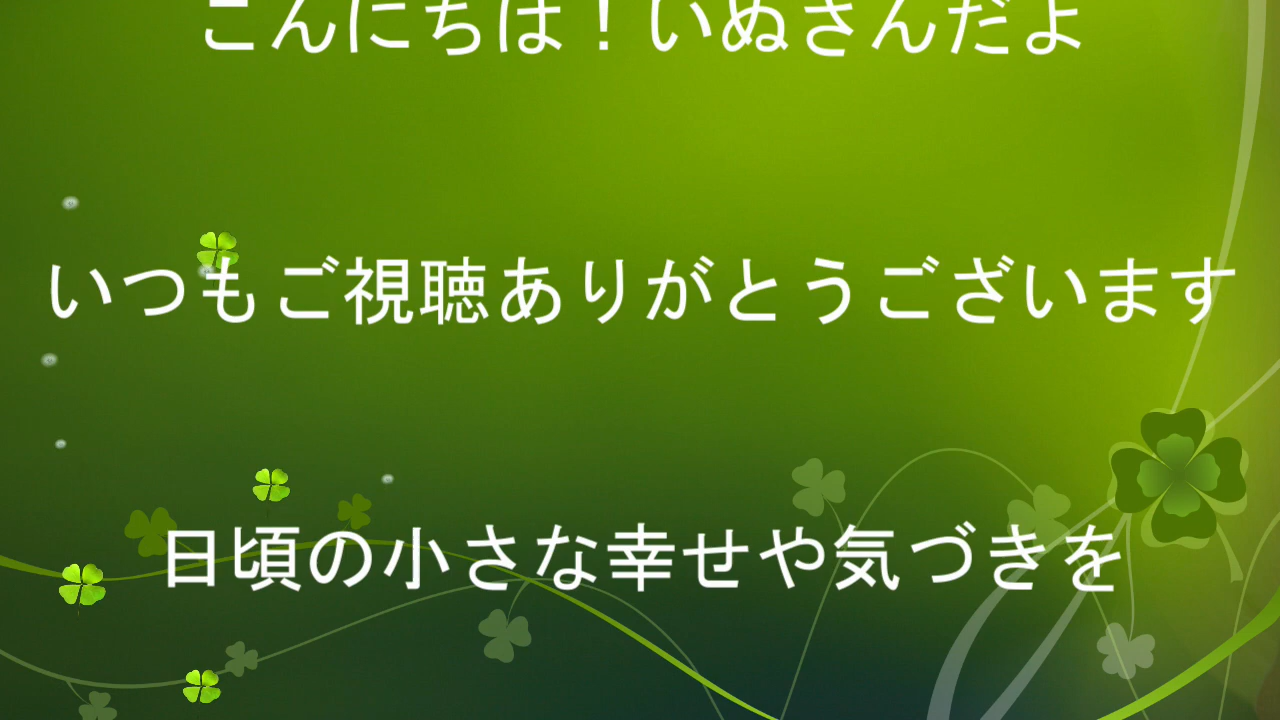 こんにちは！いぬさんだよ
いつもご視聴ありがとうございます
日頃の小さな幸せや気づきを